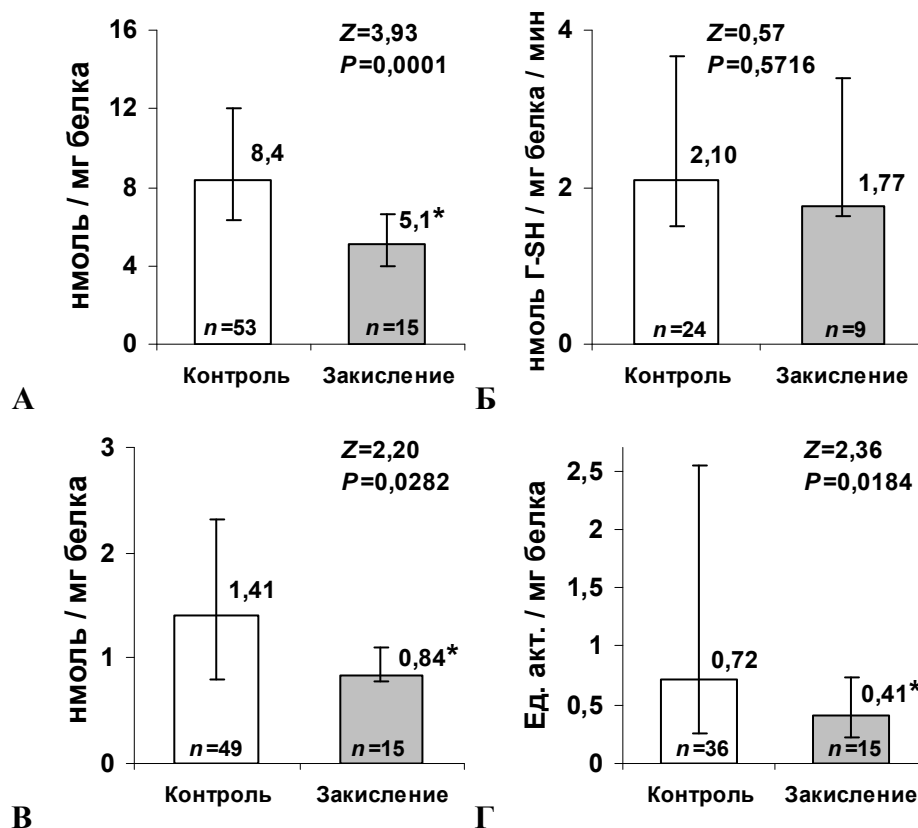 16
12
8
4
0
нмоль / мг белка
Z=3,93
P=0,0001
8,4
5,1*
n=53
n=15
Контроль
Закисление
А
4
2
0
нмоль Г-SH / мг белка / мин
Z=0,57
P=0,5716
2,10
1,77
n=24
n=9
Контроль
Закисление
Б
3
2
1
0
нмоль / мг белка
Z=2,20
P=0,0282
1,41
0,84*
n=49
n=15
Контроль
Закисление
В
2,5
2
1,5
1
0,5
0
Ед. акт. / мг белка
Z=2,36
P=0,0184
0,72
0,41*
n=36
n=15
Контроль
Закисление
Г